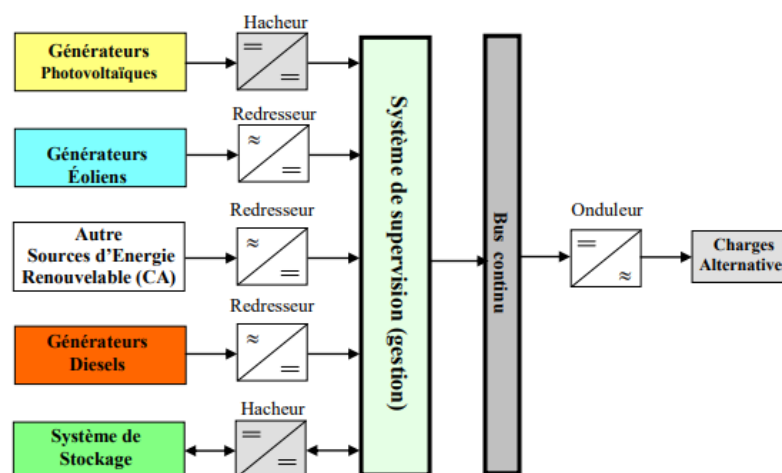 Hacheur
Générateurs
Photovoltaïques
Redresseur
Générateurs
Éoliens
Redresseur
Autre
Sources d'Energie
Renouvelable (CA)
Redresseur
Générateurs
Diesels
Hacheur
Système de
Stockage
Système de supervision (gestion)
Bus continu
Onduleur
Charges
Alternative